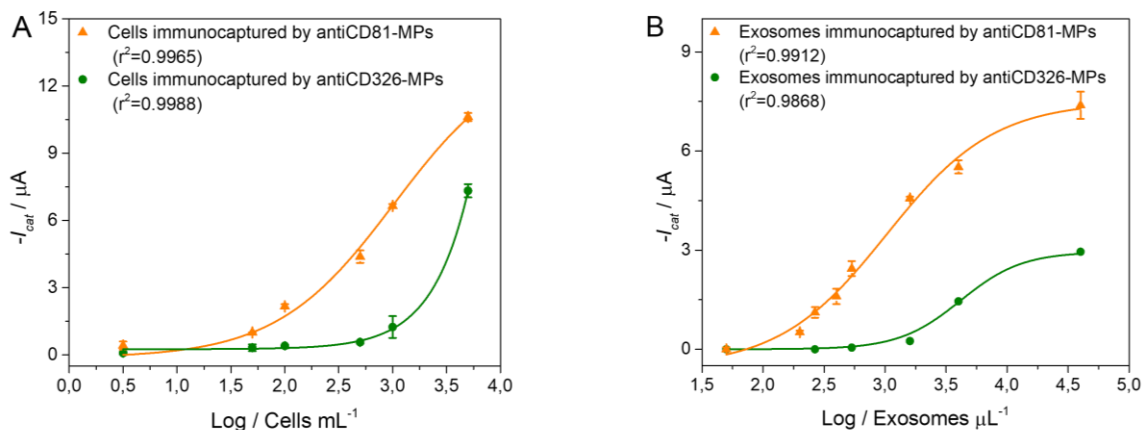 A
Cells immunocaptured by antiCD81-MPs
(r²=0.9965)
Cells immunocaptured by antiCD326-MPs
(r²=0.9988)
15
12
9
6
3
0
-I_cat / μA
0,0 0,5 1,0 1,5 2,0 2,5 3,0 3,5 4,0
Log / Cells mL⁻¹
B
Exosomes immunocaptured by antiCD81-MPs
(r²=0.9912)
Exosomes immunocaptured by antiCD326-MPs
(r²=0.9868)
9
6
3
0
-I_cat / μA
1,5 2,0 2,5 3,0 3,5 4,0 4,5 5,0
Log / Exosomes μL⁻¹